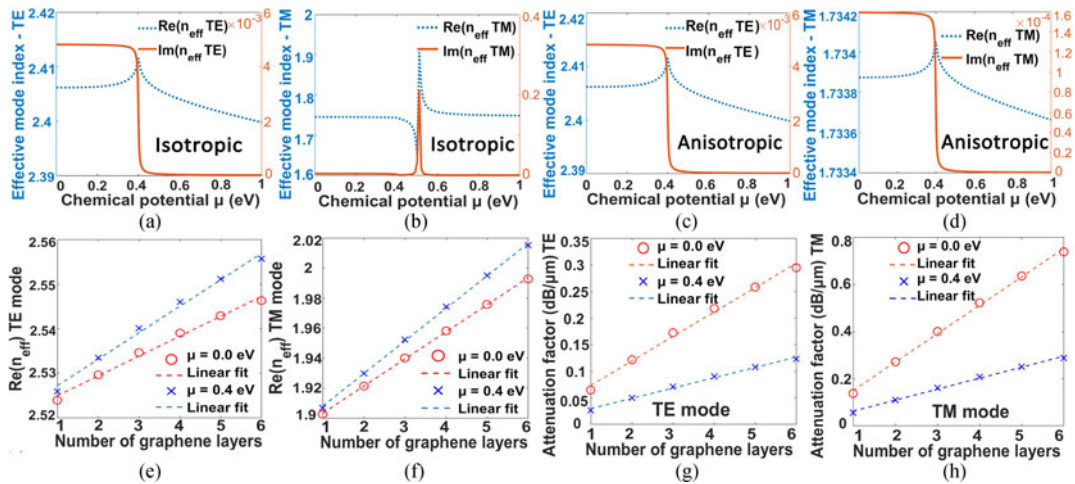 2.42
2.41
2.4
2.39
Effective mode index - TE
×10⁻³
6
4
2
0
Re(n_eff TE)
Im(n_eff TE)
Isotropic
0 0.2 0.4 0.6 0.8 1
Chemical potential μ (eV)
(a)
2.1
2
1.9
1.8
1.7
1.6
Effective mode index - TM
0.4
0.2
0
Re(n_eff TM)
Im(n_eff TM)
Isotropic
0 0.2 0.4 0.6 0.8 1
Chemical potential μ (eV)
(b)
2.42
2.41
2.4
2.39
Effective mode index - TE
×10⁻³
6
4
2
0
Re(n_eff TE)
Im(n_eff TE)
Anisotropic
0 0.2 0.4 0.6 0.8 1
Chemical potential μ (eV)
(c)
1.7342
1.734
1.7338
1.7336
1.7334
Effective mode index - TM
×10⁻⁴
1.6
1.4
1.2
1
0.8
0.6
0.4
0.2
0
Re(n_eff TM)
Im(n_eff TM)
Anisotropic
0 0.2 0.4 0.6 0.8 1
Chemical potential μ (eV)
(d)
2.56
2.55
2.54
2.53
2.52
Re(n_eff) TE mode
μ = 0.0 eV
Linear fit
μ = 0.4 eV
Linear fit
1 2 3 4 5 6
Number of graphene layers
(e)
2.02
2
1.98
1.96
1.94
1.92
1.9
Re(n_eff) TM mode
μ = 0.0 eV
Linear fit
μ = 0.4 eV
Linear fit
1 2 3 4 5 6
Number of graphene layers
(f)
0.35
0.3
0.25
0.2
0.15
0.1
0.05
0
Attenuation factor (dB/μm) TE
μ = 0.0 eV
Linear fit
μ = 0.4 eV
Linear fit
TE mode
1 2 3 4 5 6
Number of graphene layers
(g)
0.8
0.6
0.4
0.2
0
Attenuation factor (dB/μm) TM
μ = 0.0 eV
Linear fit
μ = 0.4 eV
Linear fit
TM mode
1 2 3 4 5 6
Number of graphene layers
(h)